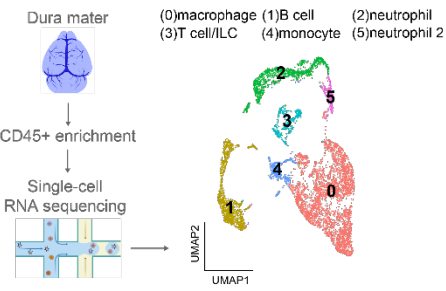 Dura mater
CD45+ enrichment
Single-cell
RNA sequencing
(0)macrophage (1)B cell (2)neutrophil
(3)T cell/ILC (4)monocyte (5)neutrophil 2
2
5
3
4
0
1
UMAP2
UMAP1